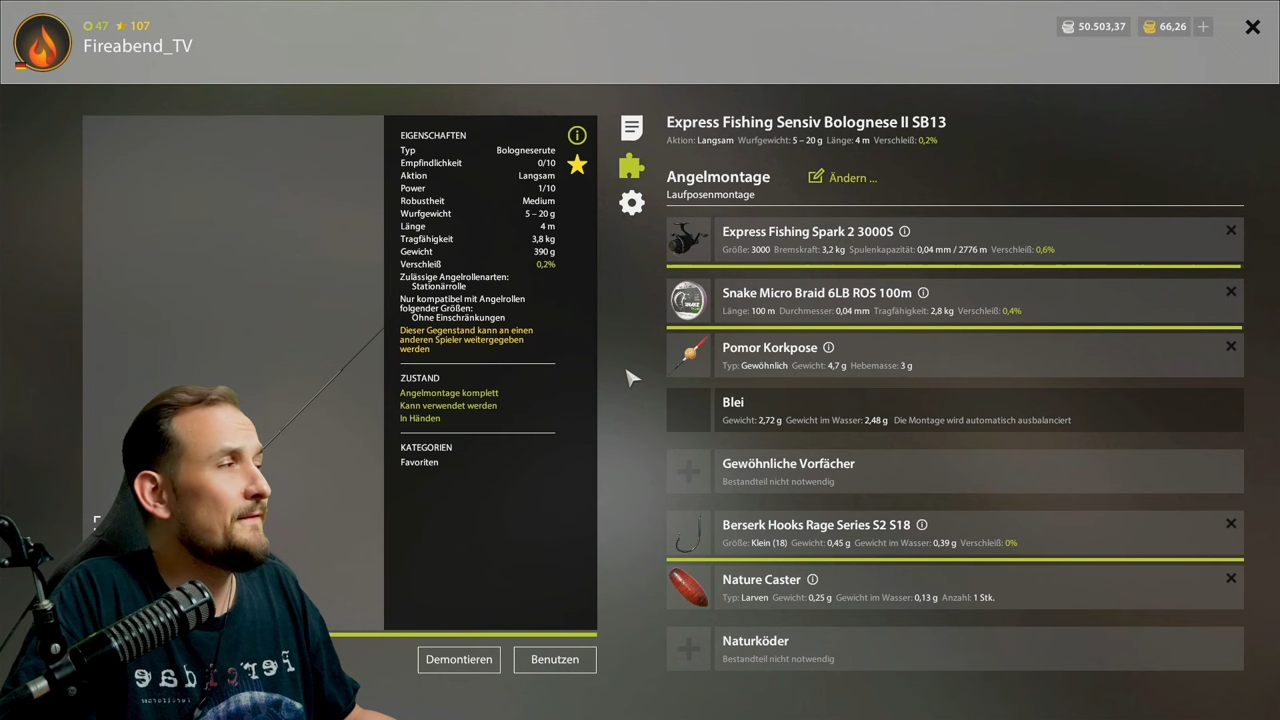 47 107
Fireabend_TV
50.503,37 66,26
EIGENSCHAFTEN
Typ Bologneserute
Empfindlichkeit 0/10
Aktion Langsam
Power 1/10
Robustheit Medium
Wurfgewicht 5 – 20 g
Länge 4 m
Tragfähigkeit 3,8 kg
Gewicht 390 g
Verschleiß 0,2%
Zulässige Angelrollenarten:
Stationärrolle
Nur kompatibel mit Angelrollen
folgender Größen:
Ohne Einschränkungen
Dieser Gegenstand kann an einen
anderen Spieler weitergegeben
werden
ZUSTAND
Angelmontage komplett
Kann verwendet werden
In Händen
KATEGORIEN
Favoriten
Demontieren Benutzen
Express Fishing Sensiv Bolognese II SB13
Aktion: Langsam Wurfgewicht: 5 – 20 g Länge: 4 m Verschleiß: 0,2%
Angelmontage Ändern ...
Laufposenmontage
Express Fishing Spark 2 3000S
Größe: 3000 Bremskraft: 3,2 kg Spulenkapazität: 0,04 mm / 2776 m Verschleiß: 0,6%
Snake Micro Braid 6LB ROS 100m
Länge: 100 m Durchmesser: 0,04 mm Tragfähigkeit: 2,8 kg Verschleiß: 0,4%
Pomor Korkpose
Typ: Gewöhnlich Gewicht: 4,7 g Hebemasse: 3 g
Blei
Gewicht: 2,72 g Gewicht im Wasser: 2,48 g Die Montage wird automatisch ausbalanciert
Gewöhnliche Vorfächer
Bestandteil nicht notwendig
Berserk Hooks Rage Series S2 S18
Größe: Klein (18) Gewicht: 0,45 g Gewicht im Wasser: 0,39 g Verschleiß: 0%
Nature Caster
Typ: Larven Gewicht: 0,25 g Gewicht im Wasser: 0,13 g Anzahl: 1 Stk.
Naturköder
Bestandteil nicht notwendig